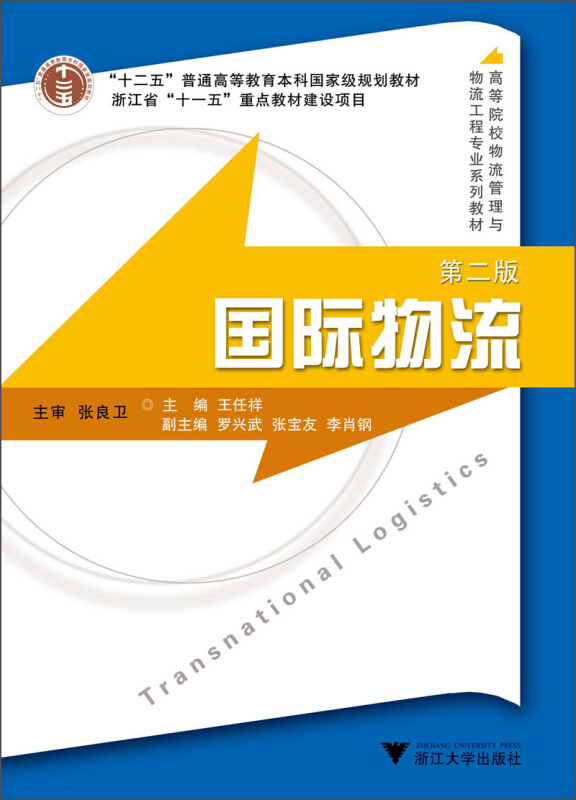 “十二五”普通高等教育本科国家级规划教材
浙江省“十一五”重点教材建设项目
高等院校物流管理与
物流工程专业系列教材
第二版
国际物流
主审 张良卫
◎ 主 编 王任祥
副主编 罗兴武 张宝友 李肖钢
Transnational Logistics
ZHEJIANG UNIVERSITY PRESS
浙江大学出版社